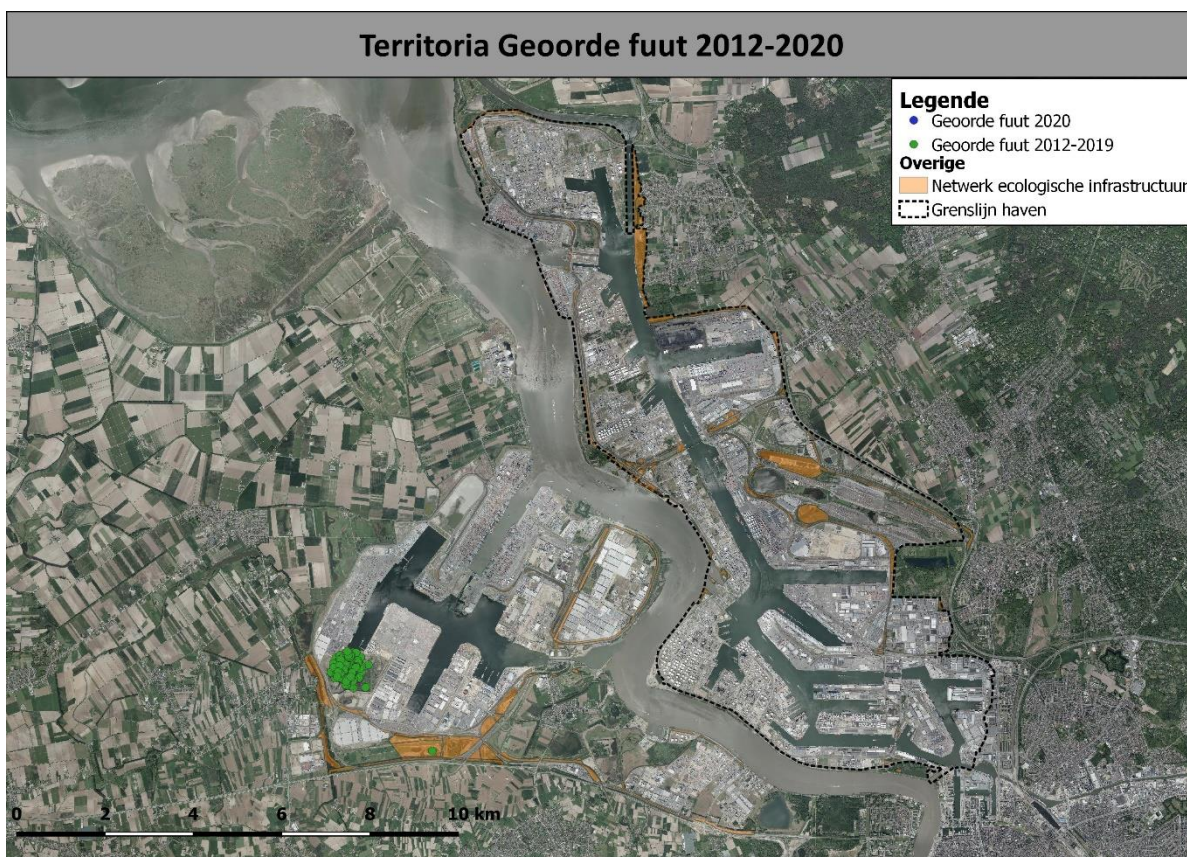 Territoria Geoorde fuut 2012-2020
Legende
Geoorde fuut 2020
Geoorde fuut 2012-2019
Overige
Netwerk ecologische infrastructuur
Grenslijn haven
0 2 4 6 8 10 km